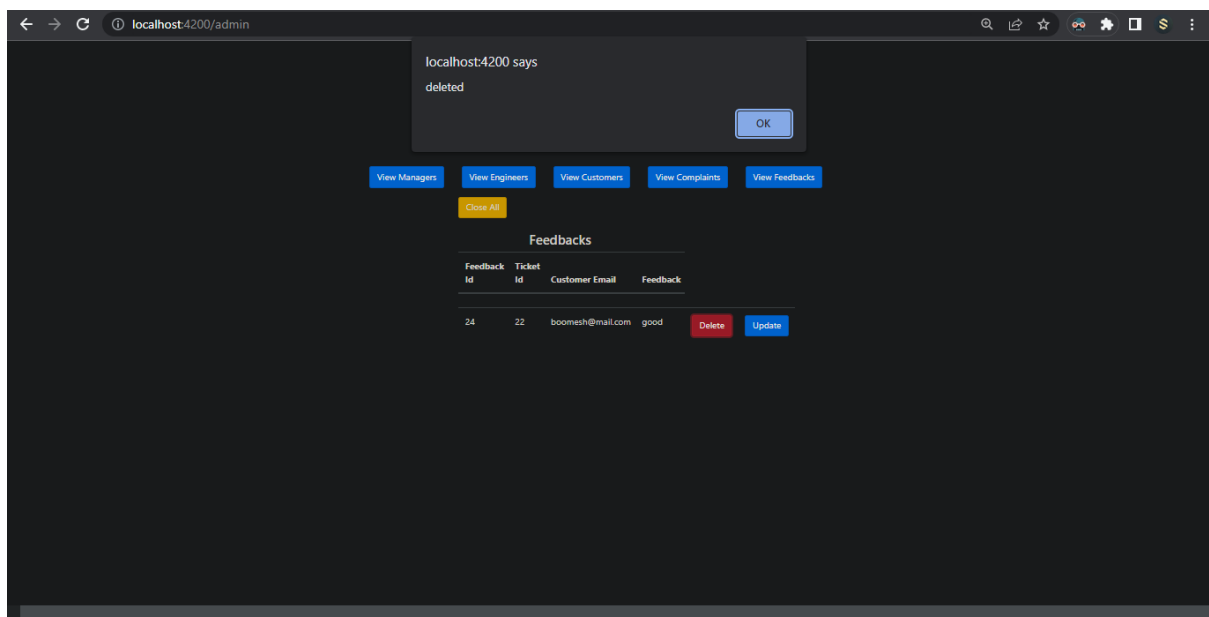 localhost:4200/admin
localhost:4200 says
deleted
OK
View Managers View Engineers View Customers View Complaints View Feedbacks
Close All
Feedbacks
Feedback Ticket
Id Id Customer Email Feedback
24 22 boomesh@mail.com good Delete Update